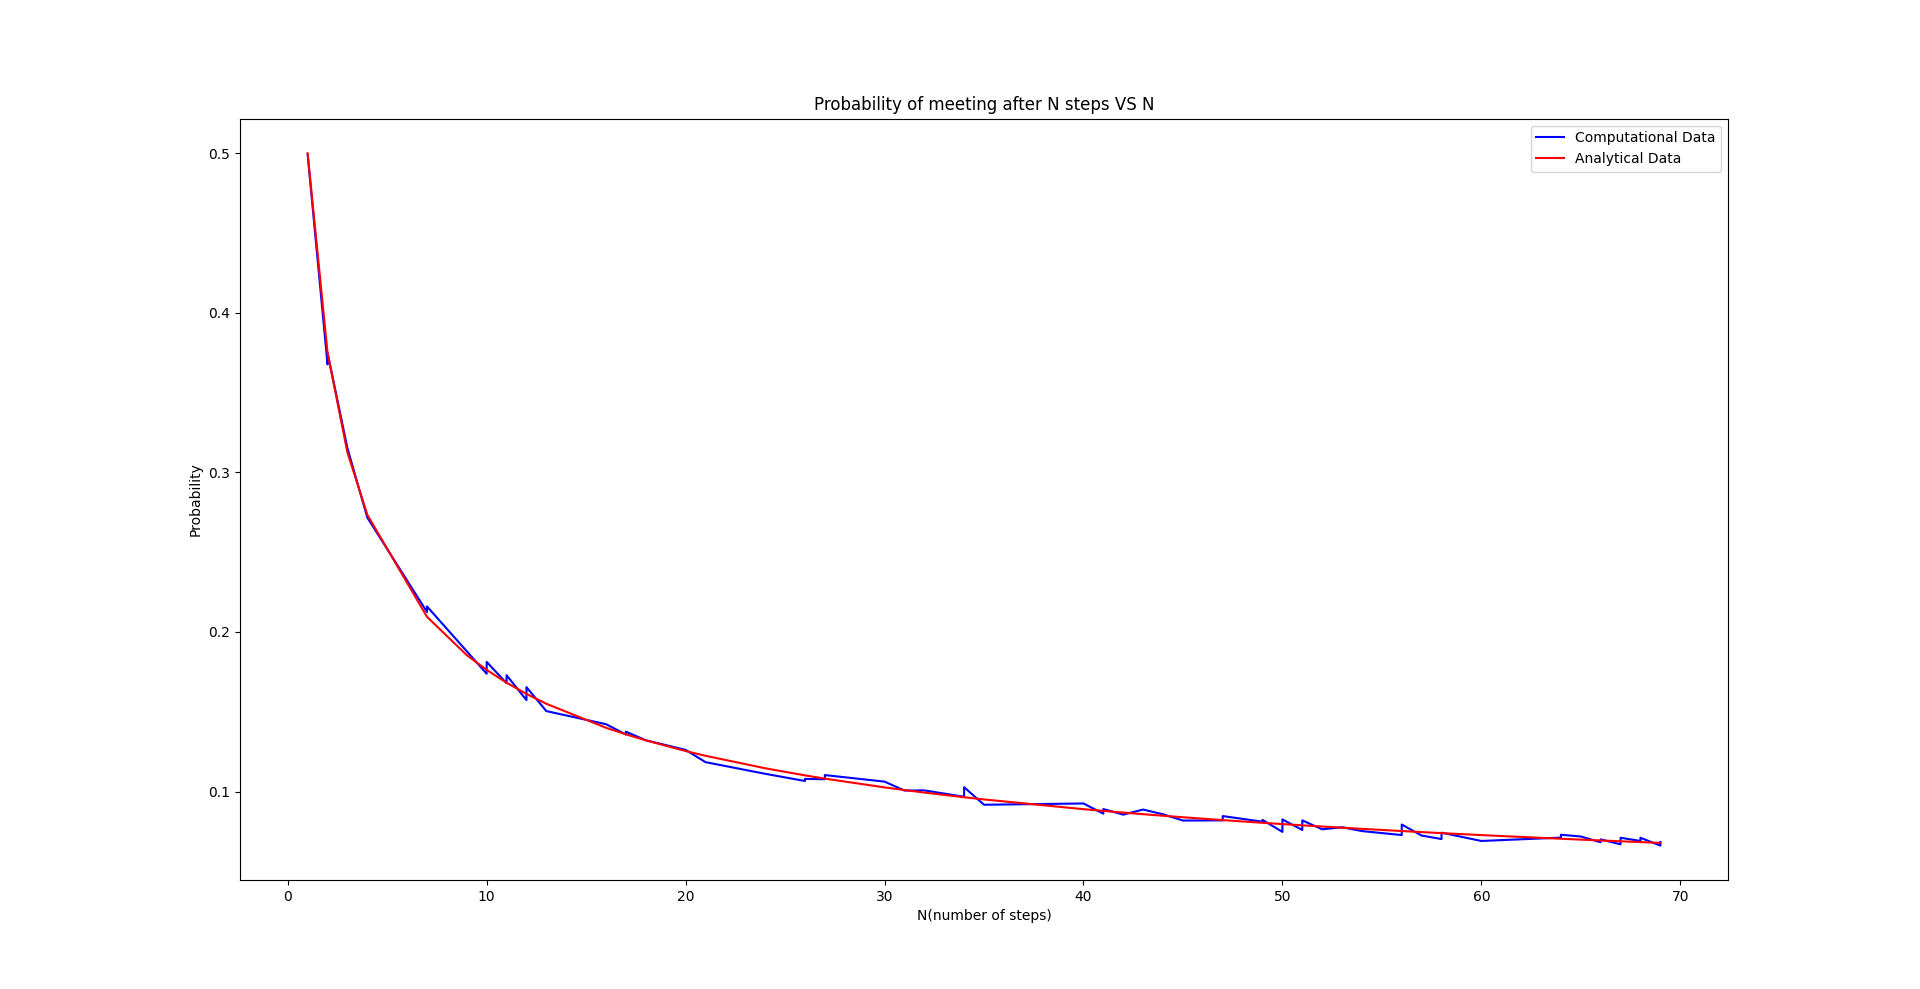 Probability of meeting after N steps VS N
Computational Data
Analytical Data
Probability
0.5
0.4
0.3
0.2
0.1
0 10 20 30 40 50 60 70
N(number of steps)